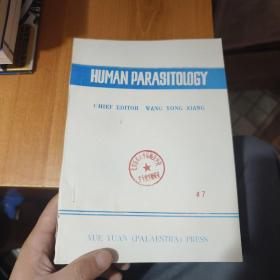 HUMAN PARASITOLOGY
CHIEF EDITOR WANG YONG XIANG
47
XUE YUAN (PALAESTRA) PRESS